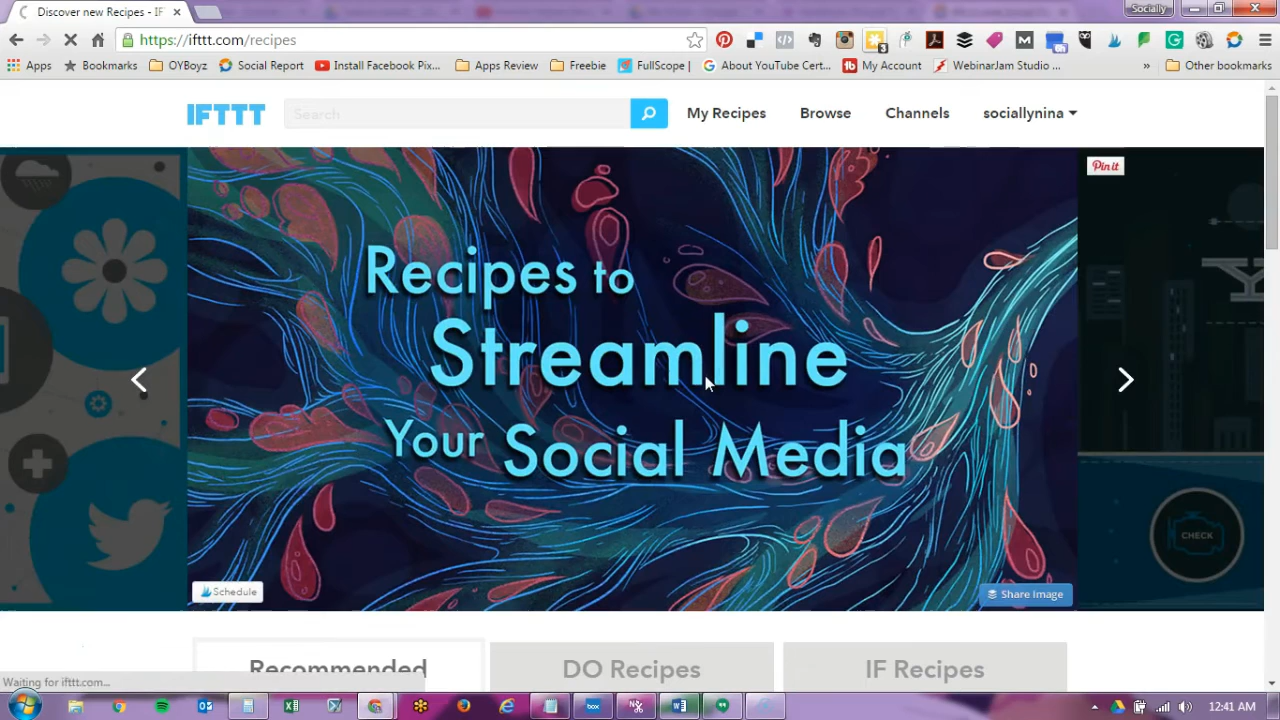 Discover new Recipes - IF
Socially
https://ifttt.com/recipes
3
Apps
Bookmarks
OYBoyz
Social Report
Install Facebook Pix...
Apps Review
Freebie
FullScope |
About YouTube Cert...
My Account
WebinarJam Studio ...
»
Other bookmarks
IFTTT
Search
My Recipes
Browse
Channels
sociallynina
Pin it
Recipes to
Streamline
Your Social Media
CHECK
Schedule
Share Image
Recommended
DO Recipes
IF Recipes
Waiting for ifttt.com...
box
12:41 AM